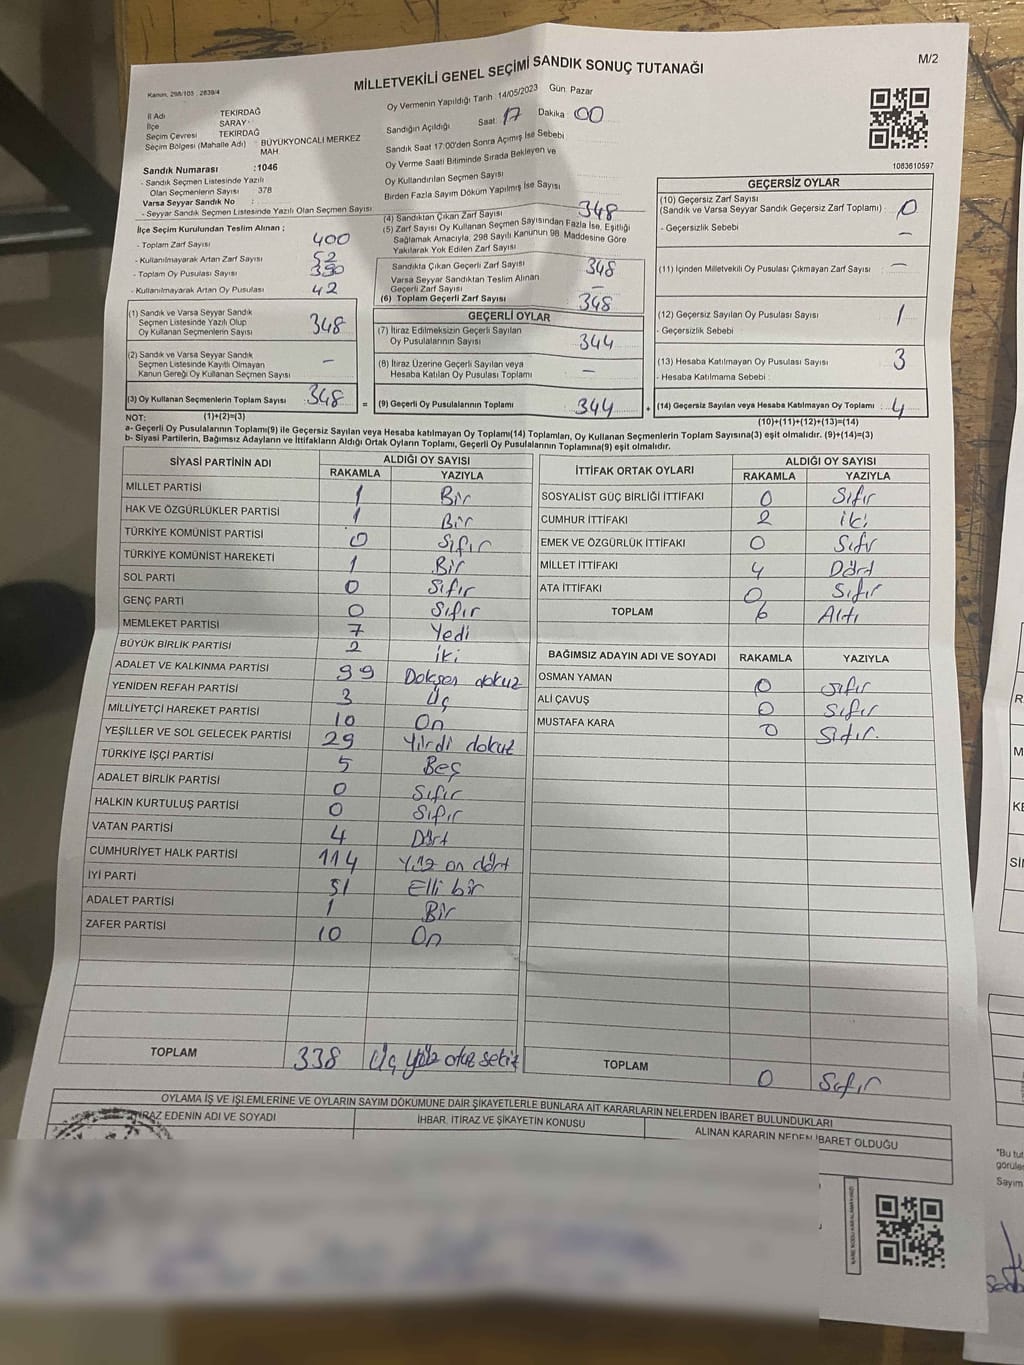 MİLLETVEKİLİ GENEL SEÇİMİ SANDIK SONUÇ TUTANAĞI
M/2
Kanun, 298/105 , 2839/4
İl Adı TEKİRDAĞ
İlçe SARAY
Seçim Çevresi TEKİRDAĞ
Seçim Bölgesi (Mahalle Adı) : BÜYÜKYONCALI MERKEZ MAH
Oy Vermenin Yapıldığı Tarih 14/05/2023 Gün Pazar
Sandığın Açıldığı Saat: 17 Dakika 00
Sandık Saat 17:00'den Sonra Açımış İse Sebebi
Oy Verme Saati Bitiminde Sırada Bekleyen ve
Oy Kullandırılan Seçmen Sayısı
Birden Fazla Sayım Döküm Yapılmış İse Sayısı
1083610597
Sandık Numarası :1046
- Sandık Seçmen Listesinde Yazılı
Olan Seçmenlerin Sayısı : 378
Varsa Seyyar Sandık No :
- Seyyar Sandık Seçmen Listesinde Yazılı Olan Seçmen Sayısı
İlçe Seçim Kurulundan Teslim Alınan ;
- Toplam Zarf Sayısı 400
- Kullanılmayarak Artan Zarf Sayısı 52
- Toplam Oy Pusulası Sayısı 390
- Kullanılmayarak Artan Oy Pusulası 42
(1) Sandık ve Varsa Seyyar Sandık
Seçmen Listesinde Yazılı Olup
Oy Kullanan Seçmenlerin Sayısı 348
(2) Sandık ve Varsa Seyyar Sandık
Seçmen Listesinde Kayıtlı Olmayan
Kanun Gereği Oy Kullanan Seçmen Sayısı –
(3) Oy Kullanan Seçmenlerin Toplam Sayısı 348
(1)+(2)=(3)
(4) Sandıktan Çıkan Zarf Sayısı 348
(5) Zarf Sayısı Oy Kullanan Seçmen Sayısından Fazla İse, Eşitliği
Sağlamak Amacıyla, 298 Sayılı Kanunun 98. Maddesine Göre
Yakılarak Yok Edilen Zarf Sayısı
Sandıkta Çıkan Geçerli Zarf Sayısı 348
Varsa Seyyar Sandıktan Teslim Alınan
Geçerli Zarf Sayısı –
(6) Toplam Geçerli Zarf Sayısı 348
GEÇERLİ OYLAR
(7) İtiraz Edilmeksizin Geçerli Sayılan
Oy Pusulalarının Sayısı 344
(8) İtiraz Üzerine Geçerli Sayılan veya
Hesaba Katılan Oy Pusulası Toplamı –
= (9) Geçerli Oy Pusulalarının Toplamı 344
GEÇERSİZ OYLAR
(10) Geçersiz Zarf Sayısı
(Sandık ve Varsa Seyyar Sandık Geçersiz Zarf Toplamı) : 0
- Geçersizlik Sebebi –
(11) İçinden Milletvekili Oy Pusulası Çıkmayan Zarf Sayısı –
(12) Geçersiz Sayılan Oy Pusulası Sayısı 1
- Geçersizlik Sebebi
(13) Hesaba Katılmayan Oy Pusulası Sayısı 3
- Hesaba Katılmama Sebebi
+ (14) Geçersiz Sayılan veya Hesaba Katılmayan Oy Toplamı : 4
(10)+(11)+(12)+(13)=(14)
NOT:
a- Geçerli Oy Pusulalarının Toplamı(9) ile Geçersiz Sayılan veya Hesaba katılmayan Oy Toplamı(14) Toplamları, Oy Kullanan Seçmenlerin Toplam Sayısına(3) eşit olmalıdır. (9)+(14)=(3)
b- Siyasi Partilerin, Bağımsız Adayların ve İttifakların Aldığı Ortak Oyların Toplamı, Geçerli Oy Pusulalarının Toplamına(9) eşit olmalıdır.
SİYASİ PARTİNİN ADI ALDIĞI OY SAYISI
RAKAMLA YAZIYLA
MİLLET PARTİSİ 1 Bir
HAK VE ÖZGÜRLÜKLER PARTİSİ 1 Bir
TÜRKİYE KOMÜNİST PARTİSİ 0 Sıfır
TÜRKİYE KOMÜNİST HAREKETİ 1 Bir
SOL PARTİ 0 Sıfır
GENÇ PARTİ 0 Sıfır
MEMLEKET PARTİSİ 7 Yedi
BÜYÜK BİRLİK PARTİSİ 2 İki
ADALET VE KALKINMA PARTİSİ 99 Doksan dokuz
YENİDEN REFAH PARTİSİ 3 Üç
MİLLİYETÇİ HAREKET PARTİSİ 10 On
YEŞİLLER VE SOL GELECEK PARTİSİ 29 Yirdi dokuz
TÜRKİYE İŞÇİ PARTİSİ 5 Beş
ADALET BİRLİK PARTİSİ 0 Sıfır
HALKIN KURTULUŞ PARTİSİ 0 Sıfır
VATAN PARTİSİ 4 Dört
CUMHURİYET HALK PARTİSİ 114 Yüz on dört
İYİ PARTİ 51 Elli bir
ADALET PARTİSİ 1 Bir
ZAFER PARTİSİ 10 On
TOPLAM 338 Üç yüz otuz sekiz
İTTİFAK ORTAK OYLARI ALDIĞI OY SAYISI
RAKAMLA YAZIYLA
SOSYALİST GÜÇ BİRLİĞİ İTTİFAKI 0 Sıfır
CUMHUR İTTİFAKI 2 İki
EMEK VE ÖZGÜRLÜK İTTİFAKI 0 Sıfır
MİLLET İTTİFAKI 4 Dört
ATA İTTİFAKI 0 Sıfır
TOPLAM 6 Altı
BAĞIMSIZ ADAYIN ADI VE SOYADI RAKAMLA YAZIYLA
OSMAN YAMAN 0 sıfır
ALİ ÇAVUŞ 0 sıfır
MUSTAFA KARA 0 Sıfır.
TOPLAM 0 Sıfır
OYLAMA İŞ VE İŞLEMLERİNE VE OYLARIN SAYIM DÖKÜMÜNE DAİR ŞİKAYETLERLE BUNLARA AİT KARARLARIN NELERDEN İBARET BULUNDUKLARI
İTİRAZ EDENİN ADI VE SOYADI İHBAR, İTİRAZ VE ŞİKAYETİN KONUSU ALINAN KARARIN NEDEN İBARET OLDUĞU
"Bu tut
görüle
Sayım